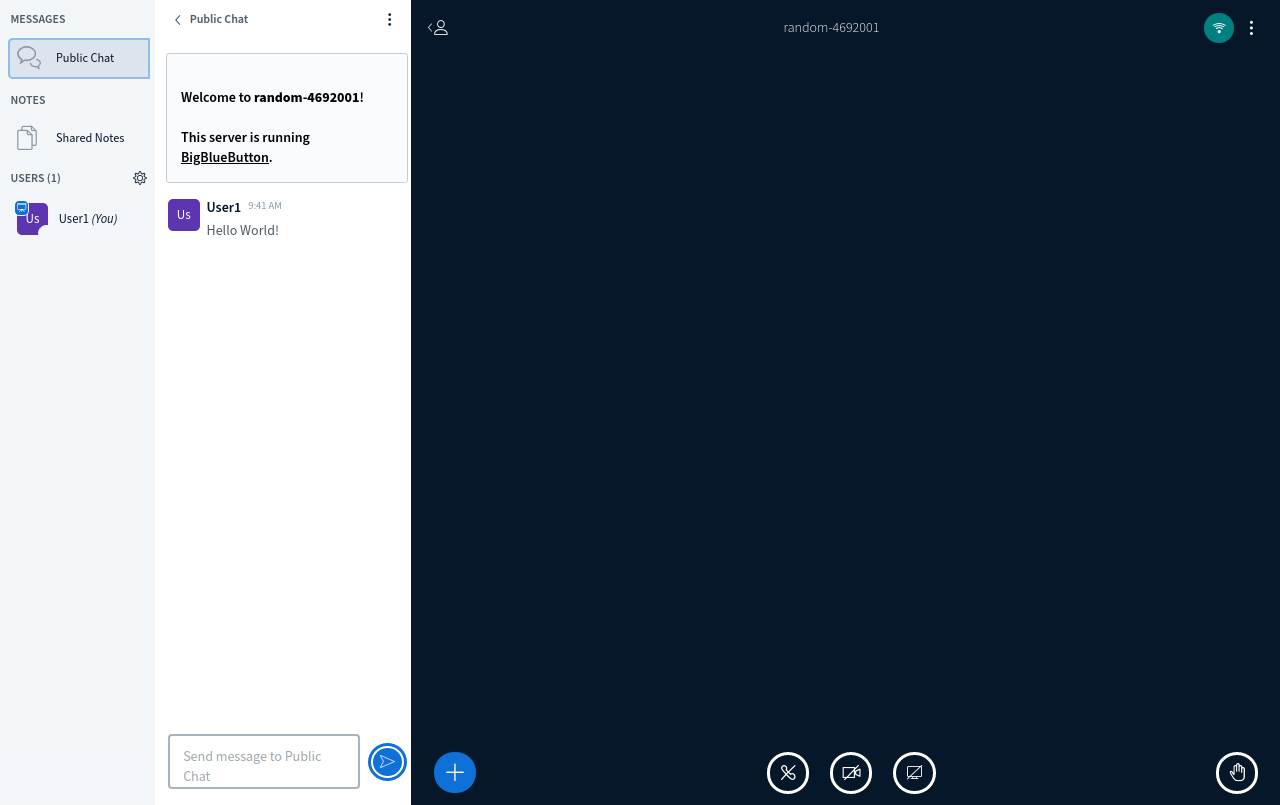 MESSAGES
Public Chat
NOTES
Shared Notes
USERS (1)
Us
User1 (You)
Public Chat
Welcome to random-4692001!
This server is running
BigBlueButton.
Us
User1 9:41 AM
Hello World!
Send message to Public
Chat
random-4692001